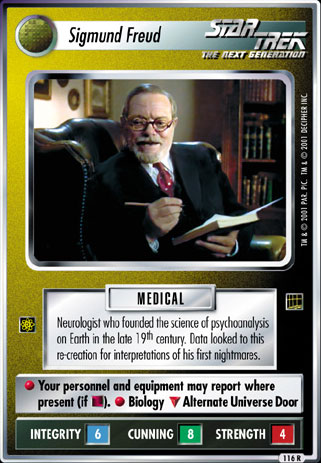 Sigmund Freud
STAR TREK
THE NEXT GENERATION
TM & © 2001 PAR. PIC. TM & © 2001 DECIPHER INC.
MEDICAL
Neurologist who founded the science of psychoanalysis
on Earth in the late 19th century. Data looked to this
re-creation for interpretations of his first nightmares.
Your personnel and equipment may report where
present (if ). Biology Alternate Universe Door
INTEGRITY 6 CUNNING 8 STRENGTH 4
116 R